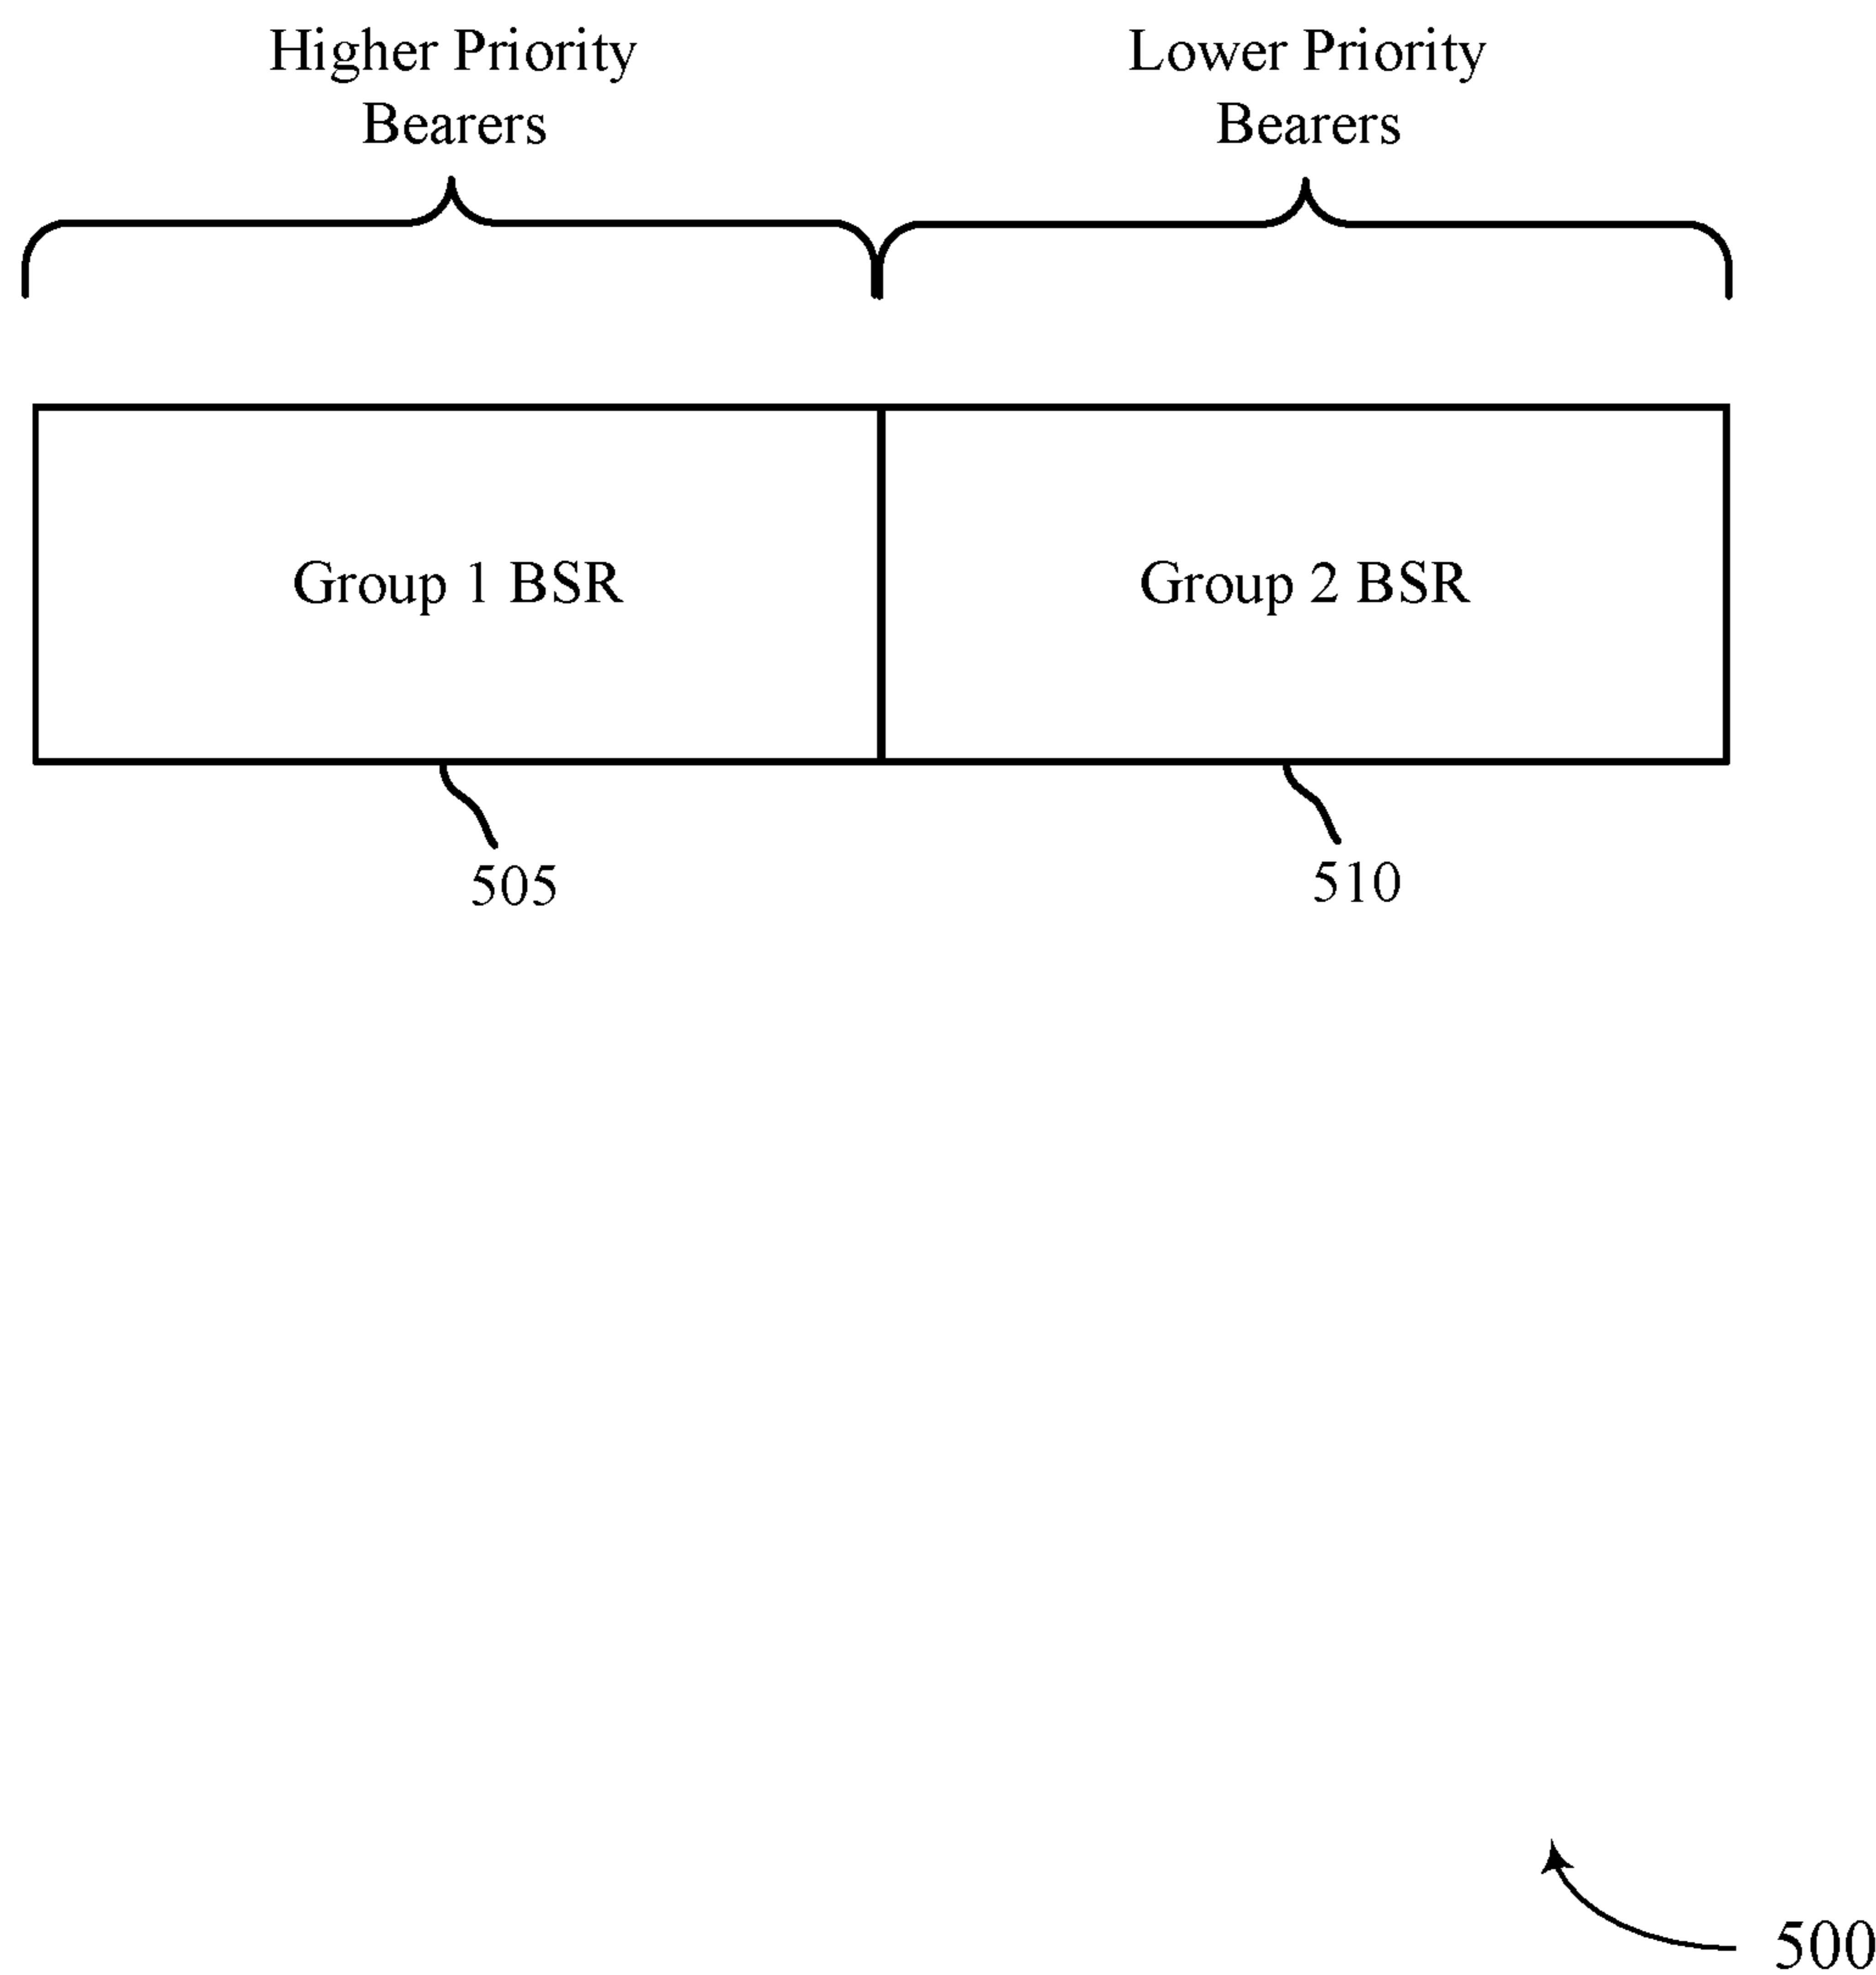 Higher Priority
Bearers
Lower Priority
Bearers
Group 1 BSR
Group 2 BSR
505
510
500